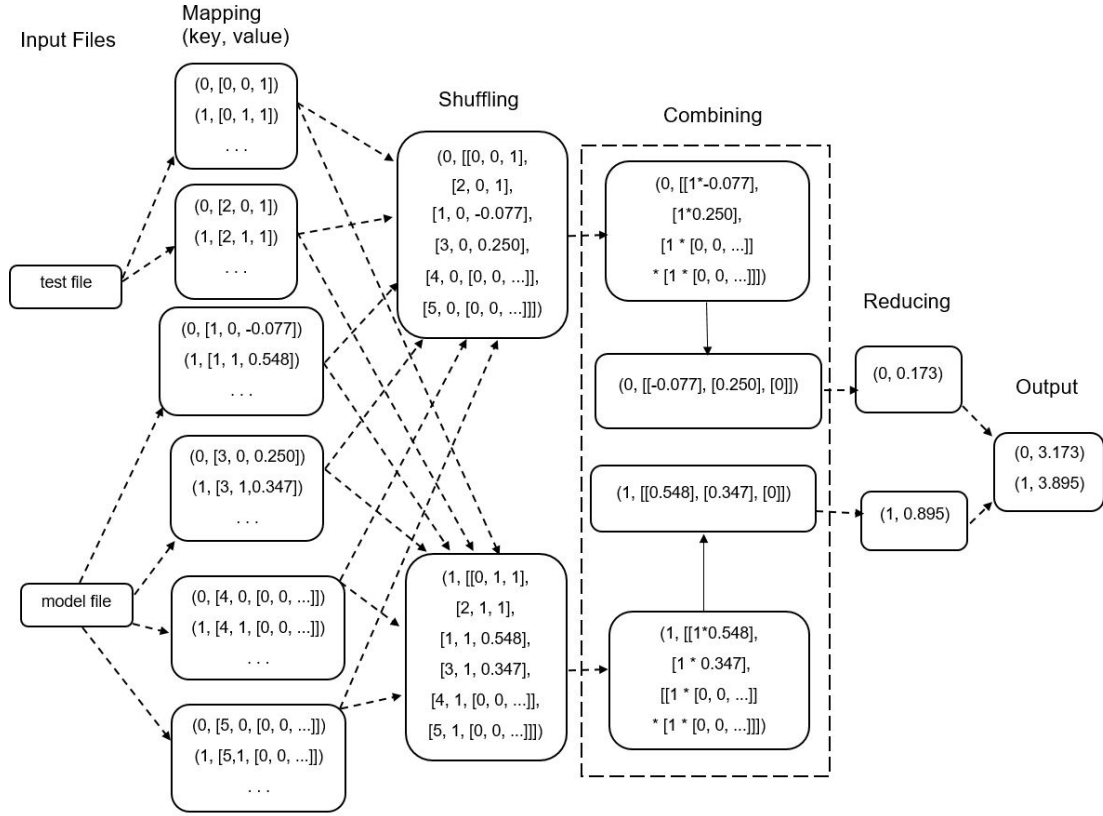 Input Files
Mapping
(key, value)
(0, [0, 0, 1])
(1, [0, 1, 1])
. . .
(0, [2, 0, 1])
(1, [2, 1, 1])
. . .
test file
(0, [1, 0, -0.077])
(1, [1, 1, 0.548])
. . .
(0, [3, 0, 0.250])
(1, [3, 1,0.347])
. . .
model file
(0, [4, 0, [0, 0, ...]])
(1, [4, 1, [0, 0, ...]])
. . .
(0, [5, 0, [0, 0, ...]])
(1, [5,1, [0, 0, ...]])
. . .
Shuffling
(0, [[0, 0, 1],
[2, 0, 1],
[1, 0, -0.077],
[3, 0, 0.250],
[4, 0, [0, 0, ...]],
[5, 0, [0, 0, ...]]])
(1, [[0, 1, 1],
[2, 1, 1],
[1, 1, 0.548],
[3, 1, 0.347],
[4, 1, [0, 0, ...]],
[5, 1, [0, 0, ...]]])
Combining
(0, [[1*-0.077],
[1*0.250],
[1 * [0, 0, ...]]
* [1 * [0, 0, ...]]])
(0, [[-0.077], [0.250], [0]])
(1, [[0.548], [0.347], [0]])
(1, [[1*0.548],
[1 * 0.347],
[[1 * [0, 0, ...]]
* [1 * [0, 0, ...]]])
Reducing
(0, 0.173)
(1, 0.895)
Output
(0, 3.173)
(1, 3.895)